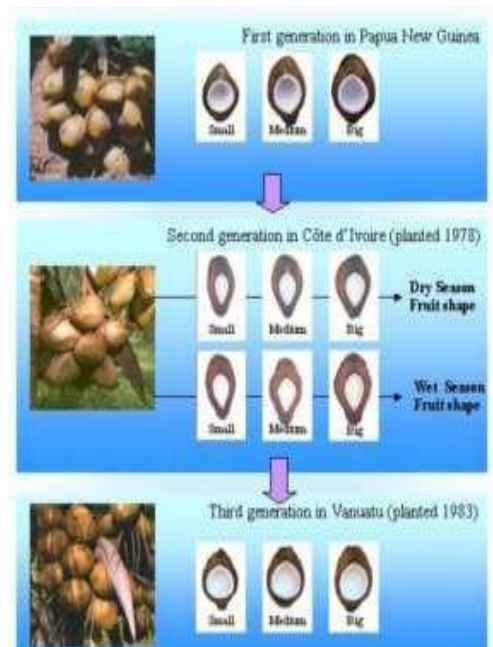 First generation in Papua New Guinea
Small Medium Big
Second generation in Côte d'Ivoire (planted 1978)
Small Medium Big
Dry Season
Fruit shape
Small Medium Big
Wet Season
Fruit shape
Third generation in Vanuatu (planted 1983)
Small Medium Big